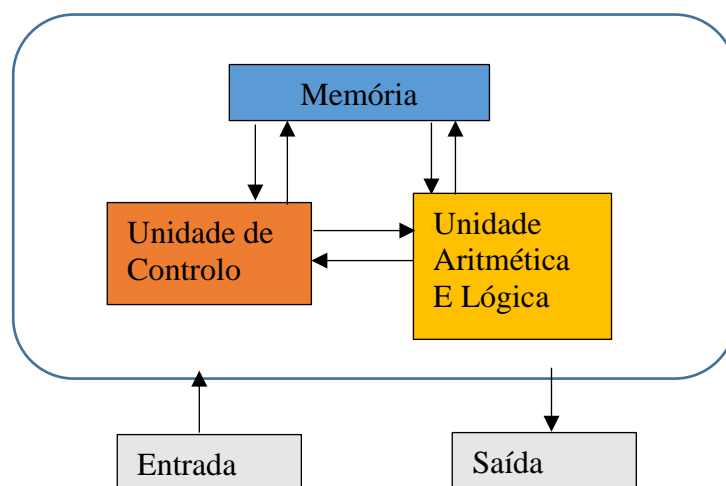 Memória
Unidade de
Controlo
Unidade
Aritmética
E Lógica
Entrada
Saída